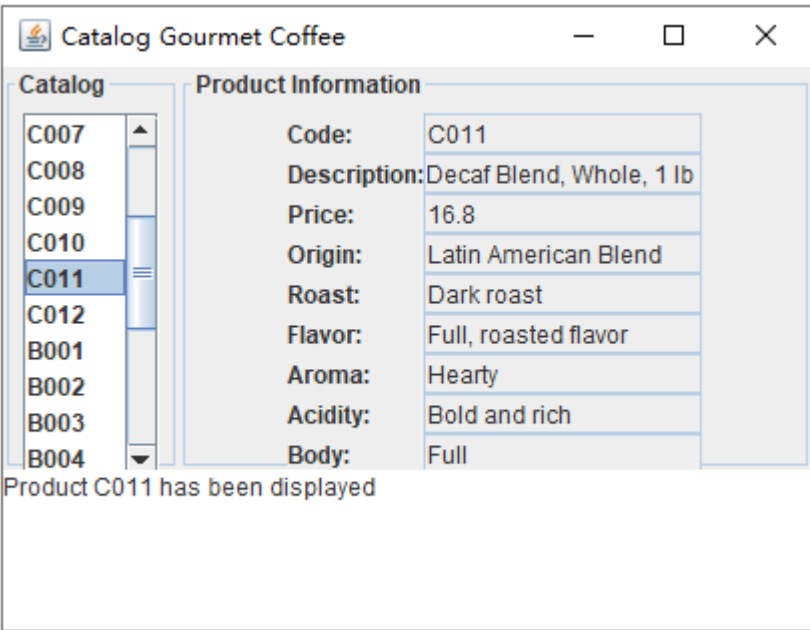 Catalog Gourmet Coffee
Catalog
C007
C008
C009
C010
C011
C012
B001
B002
B003
B004
Product Information
Code: C011
Description: Decaf Blend, Whole, 1 lb
Price: 16.8
Origin: Latin American Blend
Roast: Dark roast
Flavor: Full, roasted flavor
Aroma: Hearty
Acidity: Bold and rich
Body: Full
Product C011 has been displayed